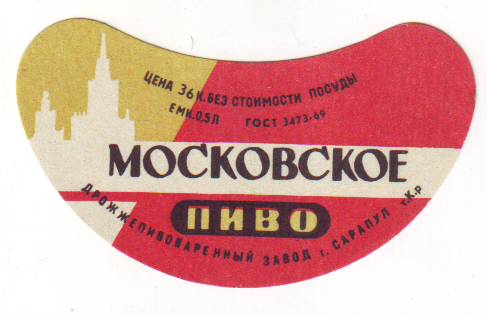 ЦЕНА 36 К. БЕЗ СТОИМОСТИ ПОСУДЫ
ЕМК. 0,5 Л ГОСТ 3473-69
МОСКОВСКОЕ
ПИВО
ДРОЖЖЕПИВОВАРЕННЫЙ ЗАВОД г. САРАПУЛ т.К-р